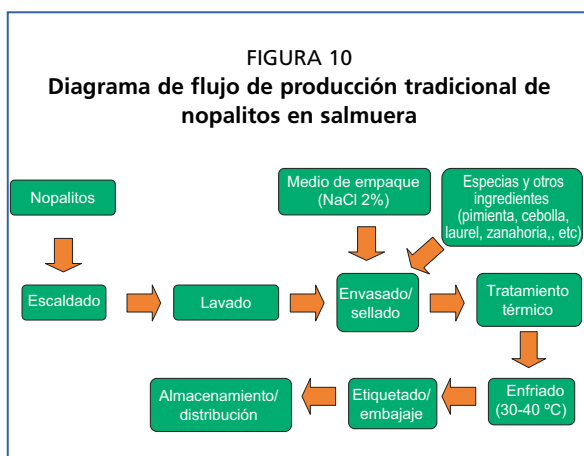 FIGURA 10
Diagrama de flujo de producción tradicional de
nopalitos en salmuera
Nopalitos
Medio de empaque
(NaCl 2%)
Especias y otros
ingredientes
(pimienta, cebolla,
laurel, zanahoria,, etc)
Escaldado
Lavado
Envasado/
sellado
Tratamiento
térmico
Almacenamiento/
distribución
Etiquetado/
embajaje
Enfriado
(30-40 ºC)